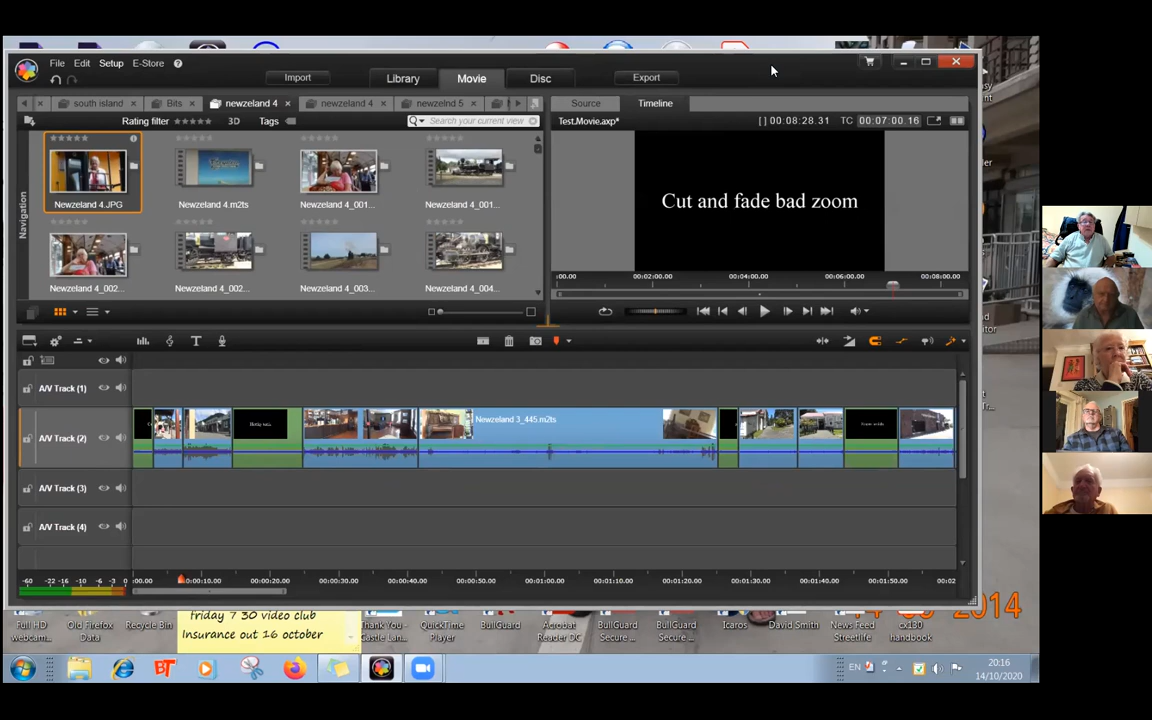 File Edit Setup E-Store
Import Library Movie Disc Export
south island Bits newzeland 4 newzeland 4 newzelnd 5
Source Timeline
Rating filter 3D Tags Search your current view
Test.Movie.axp* [ ] 00:08:28.31 TC 00:07:00.16
Cut and fade bad zoom
Navigation
Newzeland 4.JPG Newzeland 4.m2ts Newzeland 4_001... Newzeland 4_001...
Newzeland 4_002... Newzeland 4_002... Newzeland 4_003... Newzeland 4_004...
:00.00 00:02:00.00 00:04:00.00 00:06:00.00 00:08:00.00
A/V Track (1)
A/V Track (2)
Newzeland 3_445.m2ts
A/V Track (3)
A/V Track (4)
-60 -22 -16 -10 -6 -3 0
:00.00 00:00:10.00 00:00:20.00 00:00:30.00 00:00:40.00 00:00:50.00 00:01:00.00 00:01:10.00 00:01:20.00 00:01:30.00 00:01:40.00 00:01:50.00 00:02
2014
Full HD webcam...
Old Firefox Data
Recycle Bin
Friday 7 30 video club
Insurance out 16 october
Thank You - Castle Lan...
QuickTime Player
BullGuard
Acrobat Reader DC
BullGuard Secure ...
BullGuard Secure ...
Icaros
David Smith
News Feed Streetlife
cx130 handbook
EN
20:16
14/10/2020